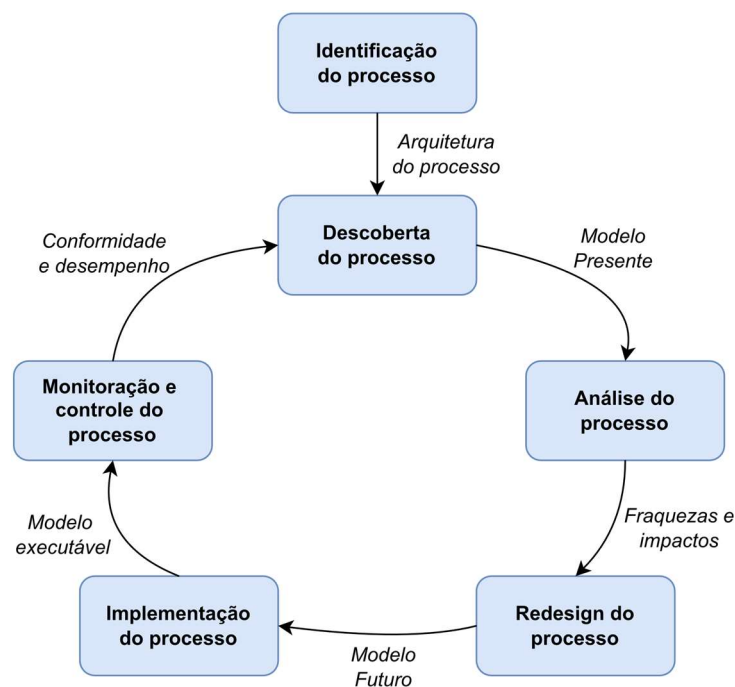 Identificação
do processo
Arquitetura
do processo
Descoberta
do processo
Conformidade
e desempenho
Modelo
Presente
Monitoração e
controle do
processo
Análise do
processo
Modelo
executável
Fraquezas e
impactos
Implementação
do processo
Redesign do
processo
Modelo
Futuro